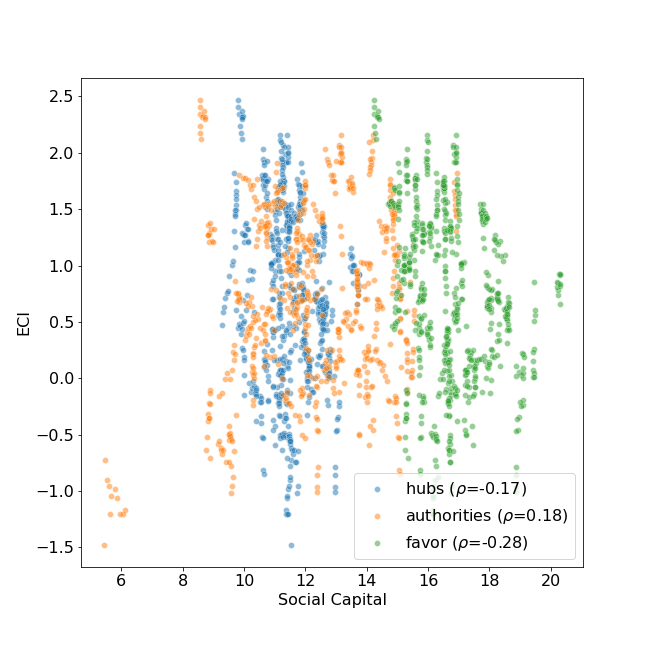 2.5
2.0
1.5
1.0
0.5
0.0
−0.5
−1.0
−1.5
ECI
hubs (ρ=-0.17)
authorities (ρ=0.18)
favor (ρ=-0.28)
6 8 10 12 14 16 18 20
Social Capital